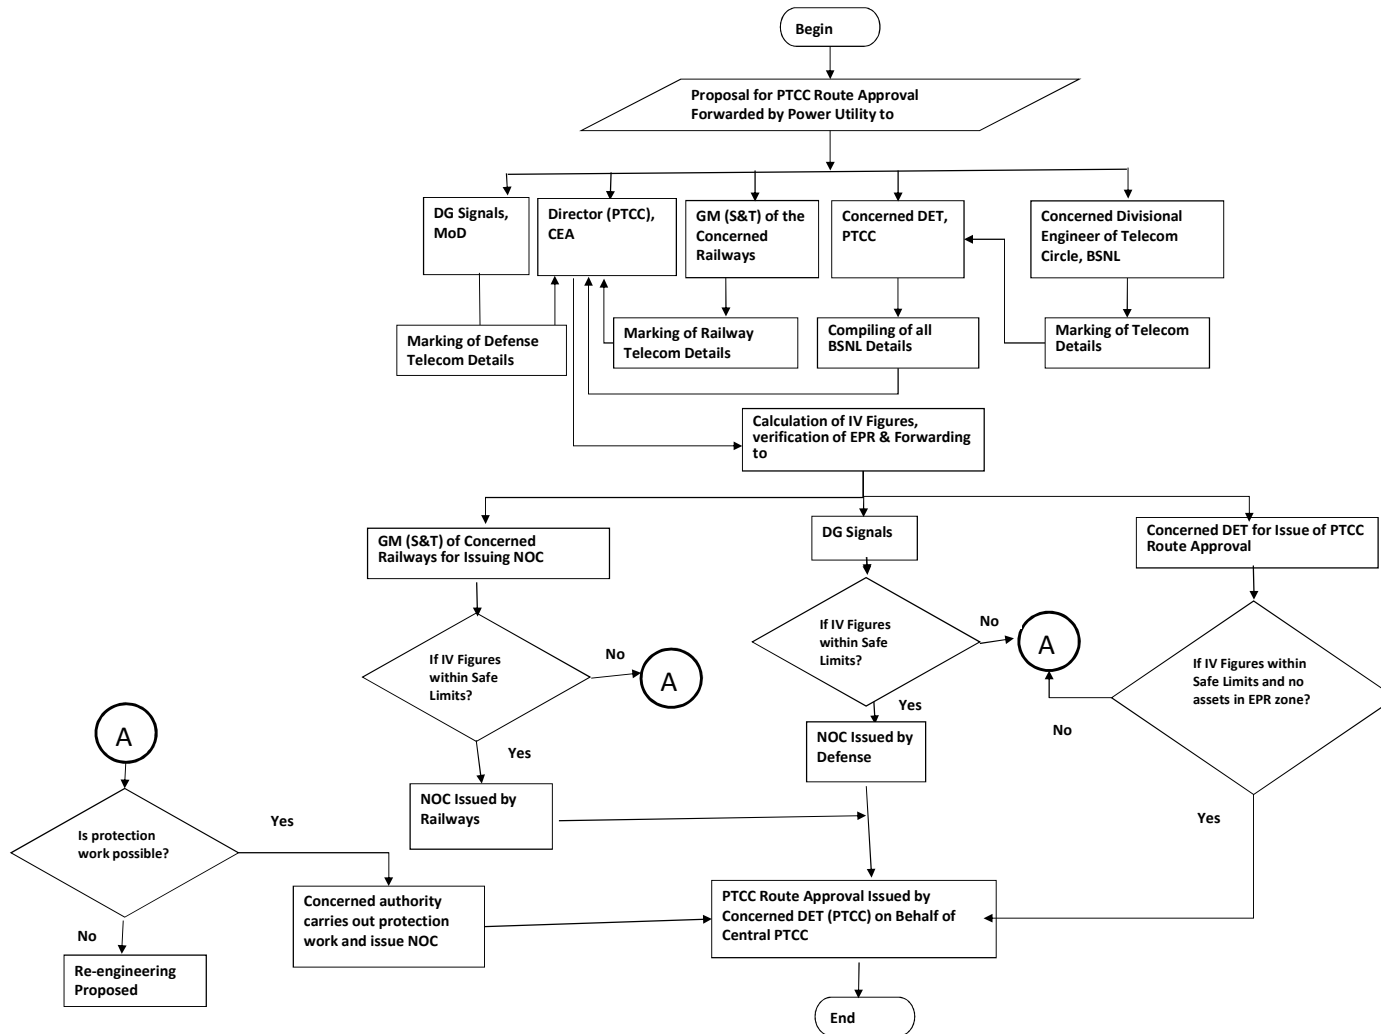 Begin
Proposal for PTCC Route Approval
Forwarded by Power Utility to
DG Signals,
MoD
Director (PTCC),
CEA
GM (S&T) of the
Concerned
Railways
Concerned DET,
PTCC
Concerned Divisional
Engineer of Telecom
Circle, BSNL
Marking of Defense
Telecom Details
Marking of Railway
Telecom Details
Compiling of all
BSNL Details
Marking of Telecom
Details
Calculation of IV Figures,
verification of EPR & Forwarding
to
GM (S&T) of Concerned
Railways for Issuing NOC
DG Signals
Concerned DET for Issue of PTCC
Route Approval
If IV Figures
within Safe
Limits?
No
A
If IV Figures
within Safe
Limits?
No
A
If IV Figures within
Safe Limits and no
assets in EPR zone?
No
Yes
Yes
Yes
NOC Issued by
Railways
NOC Issued by
Defense
A
Is protection
work possible?
Yes
No
Concerned authority
carries out protection
work and issue NOC
PTCC Route Approval Issued by
Concerned DET (PTCC) on Behalf of
Central PTCC
Re-engineering
Proposed
End